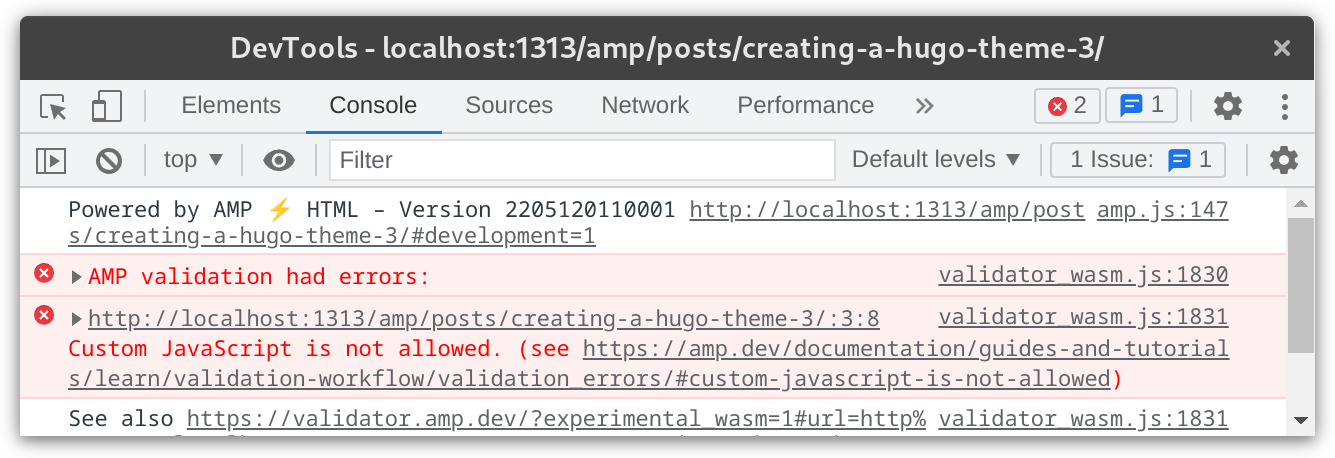 DevTools - localhost:1313/amp/posts/creating-a-hugo-theme-3/
Elements Console Sources Network Performance 2 1
top Filter Default levels 1 Issue: 1
Powered by AMP ⚡ HTML – Version 2205120110001 http://localhost:1313/amp/post amp.js:147
s/creating-a-hugo-theme-3/#development=1
AMP validation had errors: validator_wasm.js:1830
http://localhost:1313/amp/posts/creating-a-hugo-theme-3/:3:8 validator_wasm.js:1831
Custom JavaScript is not allowed. (see https://amp.dev/documentation/guides-and-tutorial
s/learn/validation-workflow/validation_errors/#custom-javascript-is-not-allowed)
See also https://validator.amp.dev/?experimental_wasm=1#url=http% validator_wasm.js:1831